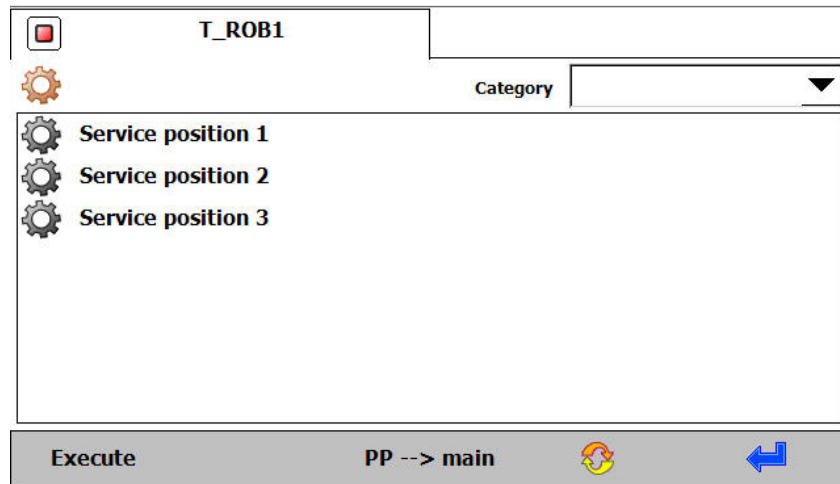 T_ROB1
Category
Service position 1
Service position 2
Service position 3
Execute PP --> main